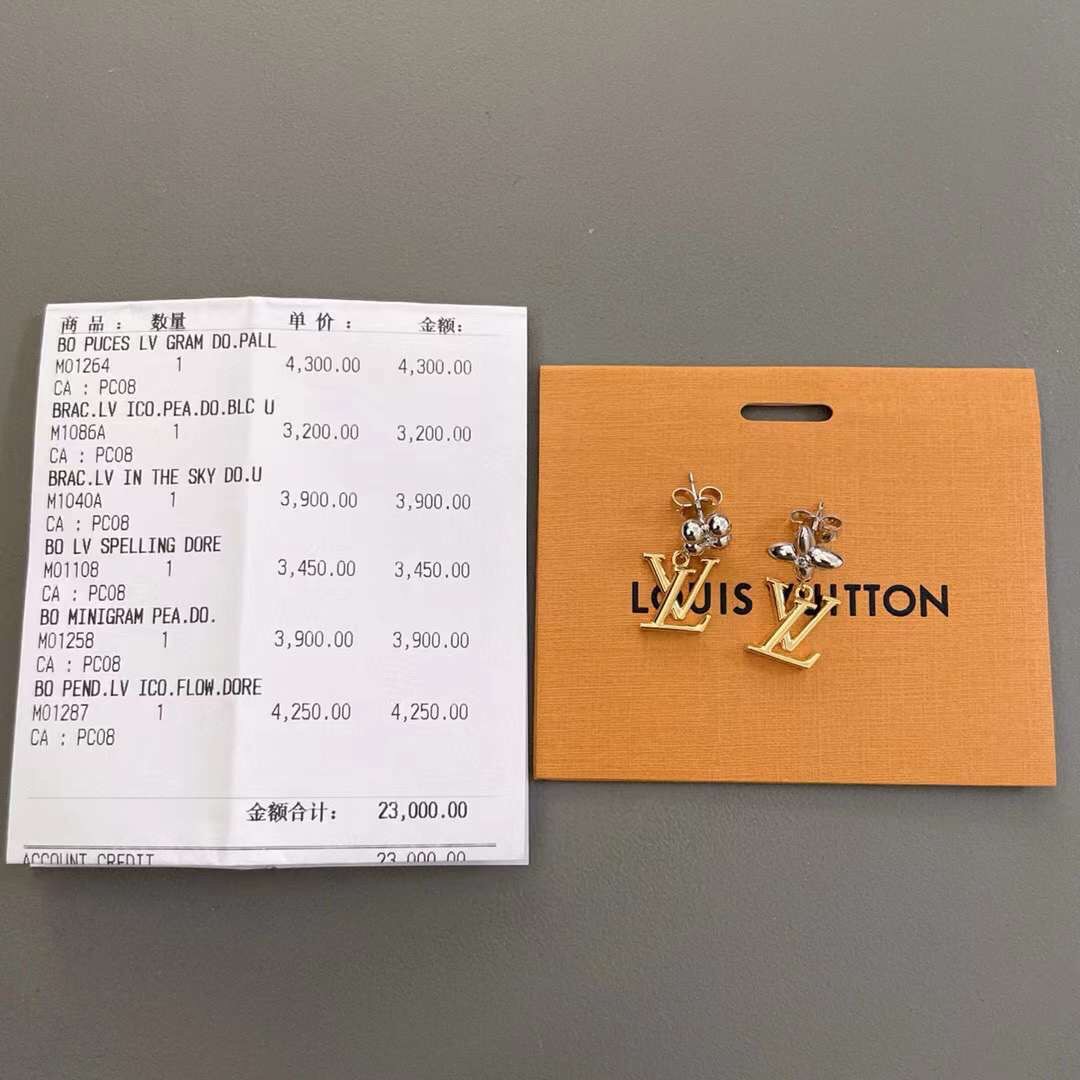 商品： 数量 单价： 金额:
BO PUCES LV GRAM DO.PALL
M01264 1 4,300.00 4,300.00
CA : PC08
BRAC.LV ICO.PEA.DO.BLC U
M1086A 1 3,200.00 3,200.00
CA : PC08
BRAC.LV IN THE SKY DO.U
M1040A 1 3,900.00 3,900.00
CA : PC08
BO LV SPELLING DORE
M01108 1 3,450.00 3,450.00
CA : PC08
BO MINIGRAM PEA.DO.
M01258 1 3,900.00 3,900.00
CA : PC08
BO PEND.LV ICO.FLOW.DORE
M01287 1 4,250.00 4,250.00
CA : PC08
金额合计: 23,000.00
ACCOUNT CREDIT 23,000.00
LOUIS VUITTON
LV
LV